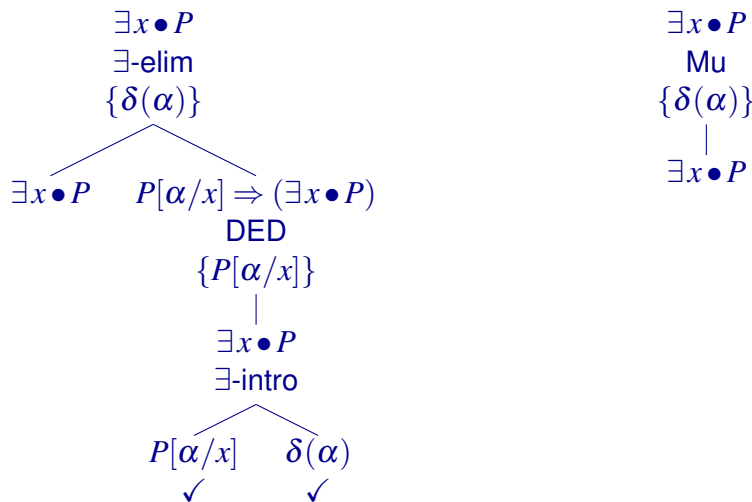 ∃x • P
∃-elim
{δ(α)}
∃x • P
P[α/x] ⇒ (∃x • P)
DED
{P[α/x]}
∃x • P
∃-intro
P[α/x]
δ(α)
✓
✓
∃x • P
Mu
{δ(α)}
∃x • P